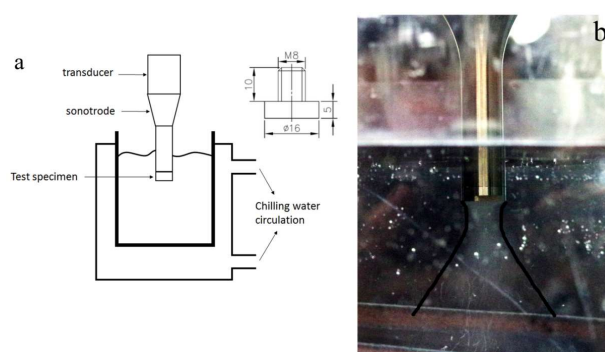 a
transducer
sonotrode
Test specimen
M8
10
5
ø16
Chilling water
circulation
b